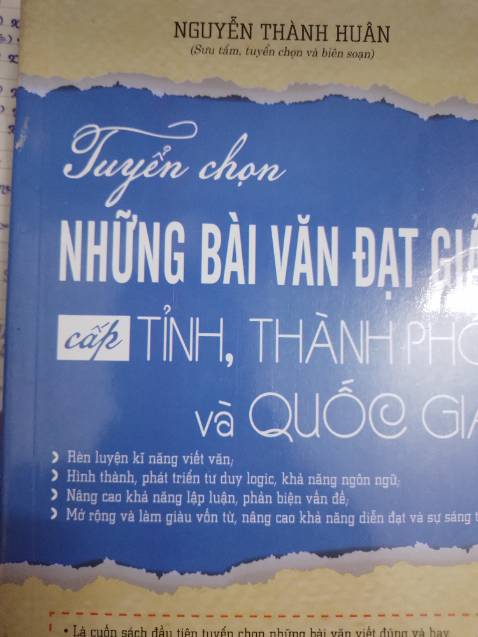 NGUYỄN THÀNH HUÂN
(Sưu tầm, tuyển chọn và biên soạn)
Tuyển chọn
NHỮNG BÀI VĂN ĐẠT GIẢ
cấp TỈNH, THÀNH PHỐ
và QUỐC GIA
Rèn luyện kĩ năng viết văn;
Hình thành, phát triển tư duy logic, khả năng ngôn ngữ;
Nâng cao khả năng lập luận, phản biện vấn đề;
Mở rộng và làm giàu vốn từ, nâng cao khả năng diễn đạt và sự sáng t
• Là cuốn sách đầu tiên tuyển chọn những bài văn viết đúng và hay